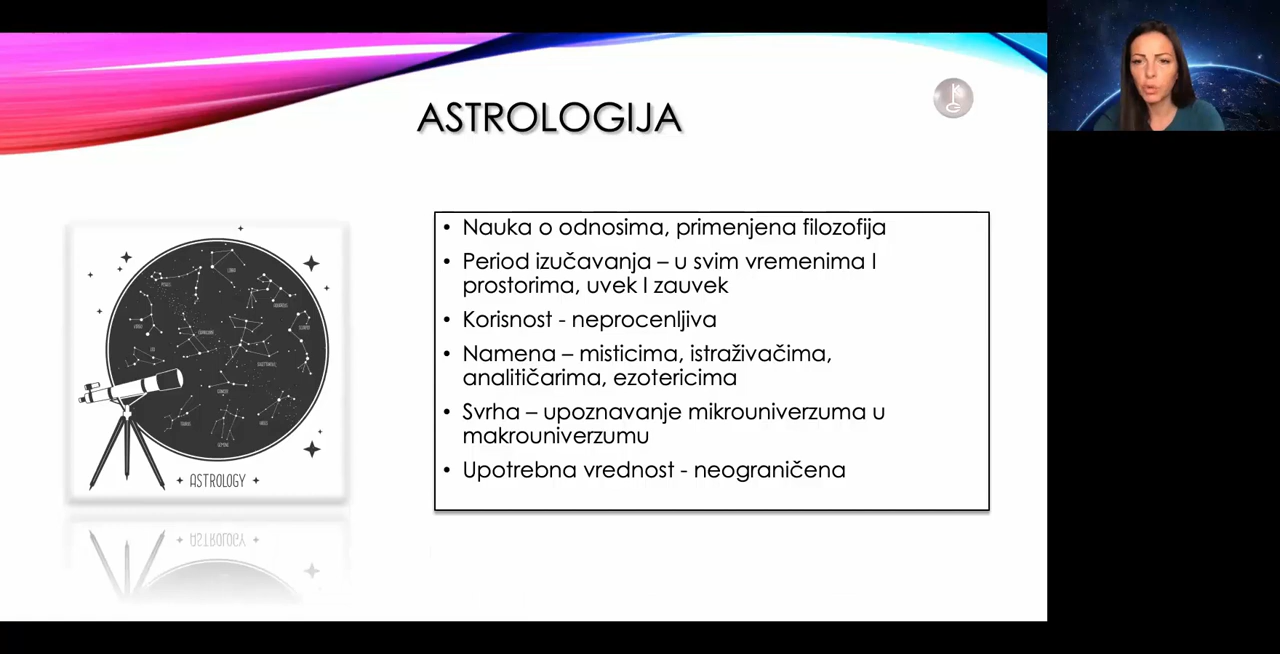 ASTROLOGIJA
• Nauka o odnosima, primenjena filozofija
• Period izučavanja – u svim vremenima I
prostorima, uvek I zauvek
• Korisnost - neprocenljiva
• Namena – misticima, istraživačima,
analitičarima, ezotericima
• Svrha – upoznavanje mikrouniverzuma u
makrouniverzumu
• Upotrebna vrednost - neograničena
ASTROLOGY